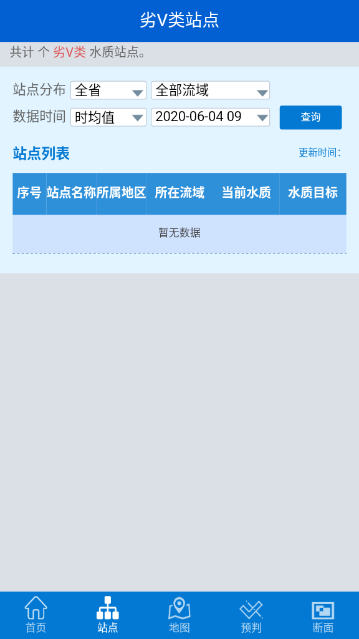 劣V类站点
共计 个 劣V类 水质站点。
站点分布 全省 全部流域
数据时间 时均值 2020-06-04 09 查询
站点列表 更新时间：
序号 站点名称 所属地区 所在流域 当前水质 水质目标
暂无数据
首页 站点 地图 预判 断面